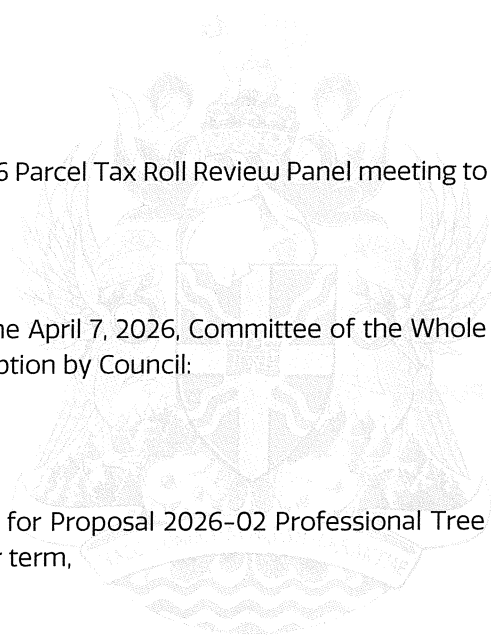 6 Parcel Tax Roll Review Panel meeting to
ne April 7, 2026, Committee of the Whole
ption by Council:
for Proposal 2026-02 Professional Tree
r term,